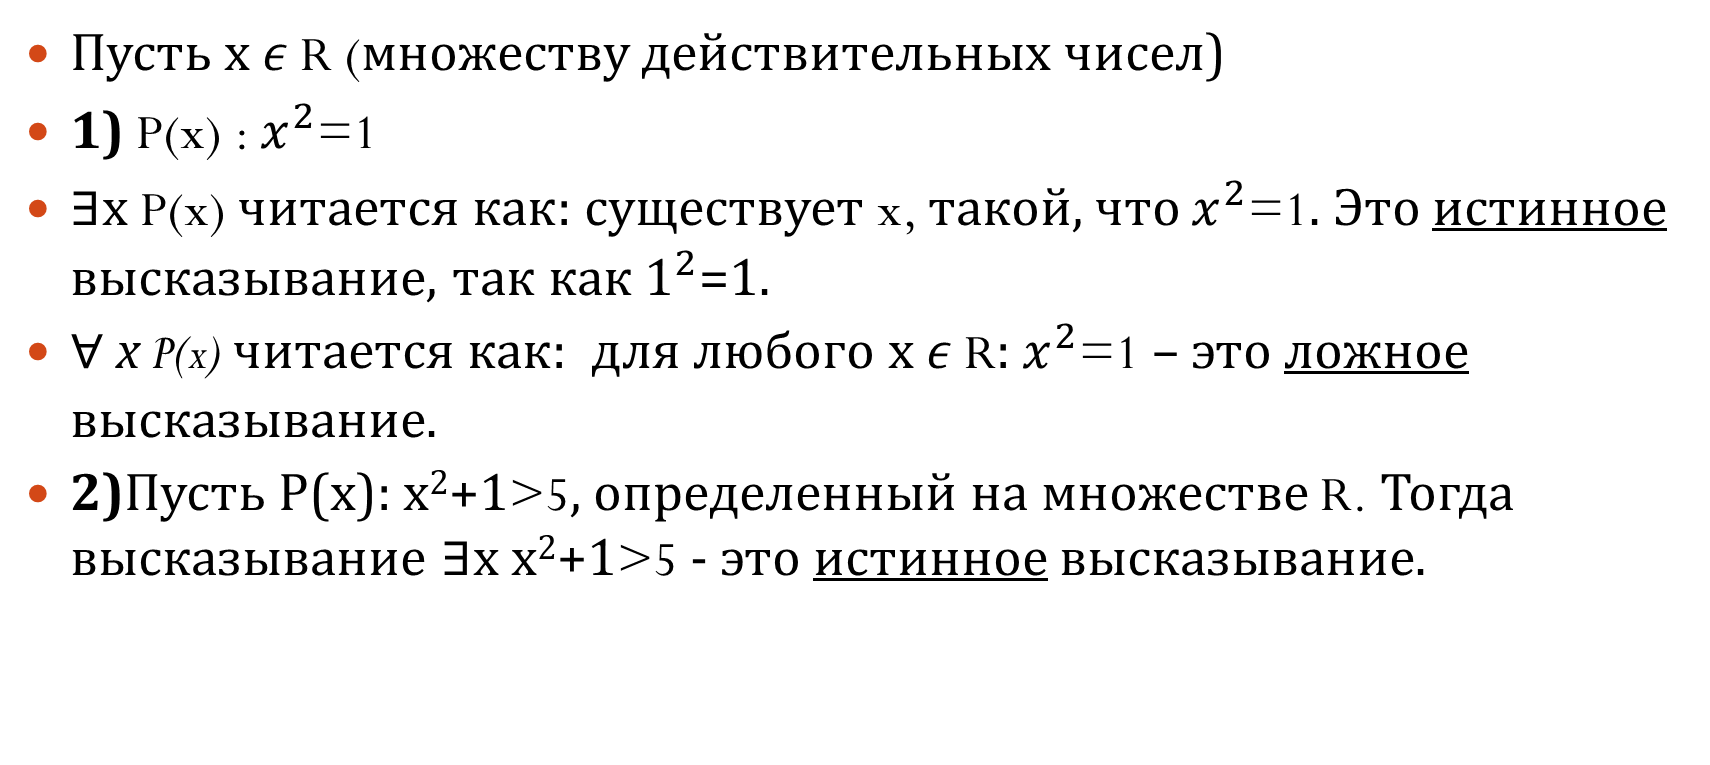 • Пусть x ϵ R (множеству действительных чисел)
• 1) P(x) : x²=1
• ∃x P(x) читается как: существует x, такой, что x²=1. Это истинное
высказывание, так как 1²=1.
• ∀ x P(x) читается как: для любого x ϵ R: x²=1 – это ложное
высказывание.
• 2)Пусть P(x): x²+1>5, определенный на множестве R. Тогда
высказывание ∃x x²+1>5 - это истинное высказывание.